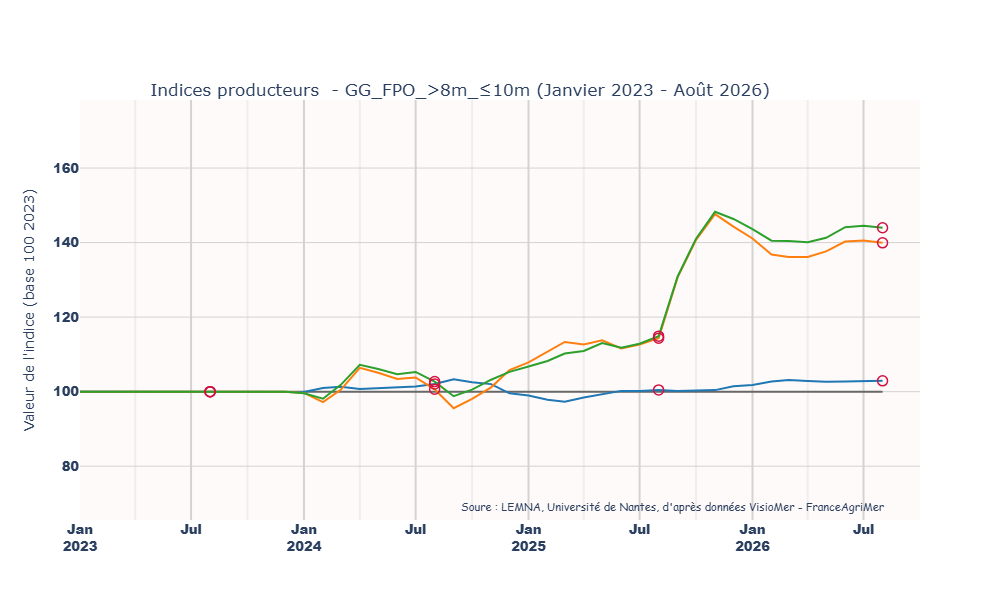 Indices producteurs - GG_FPO_>8m_≤10m (Janvier 2023 - Août 2026)
Valeur de l'indice (base 100 2023)
160
140
120
100
80
Soure : LEMNA, Université de Nantes, d'après données VisioMer - FranceAgriMer
Jan Jul Jan Jul Jan Jul Jan Jul
2023 2024 2025 2026